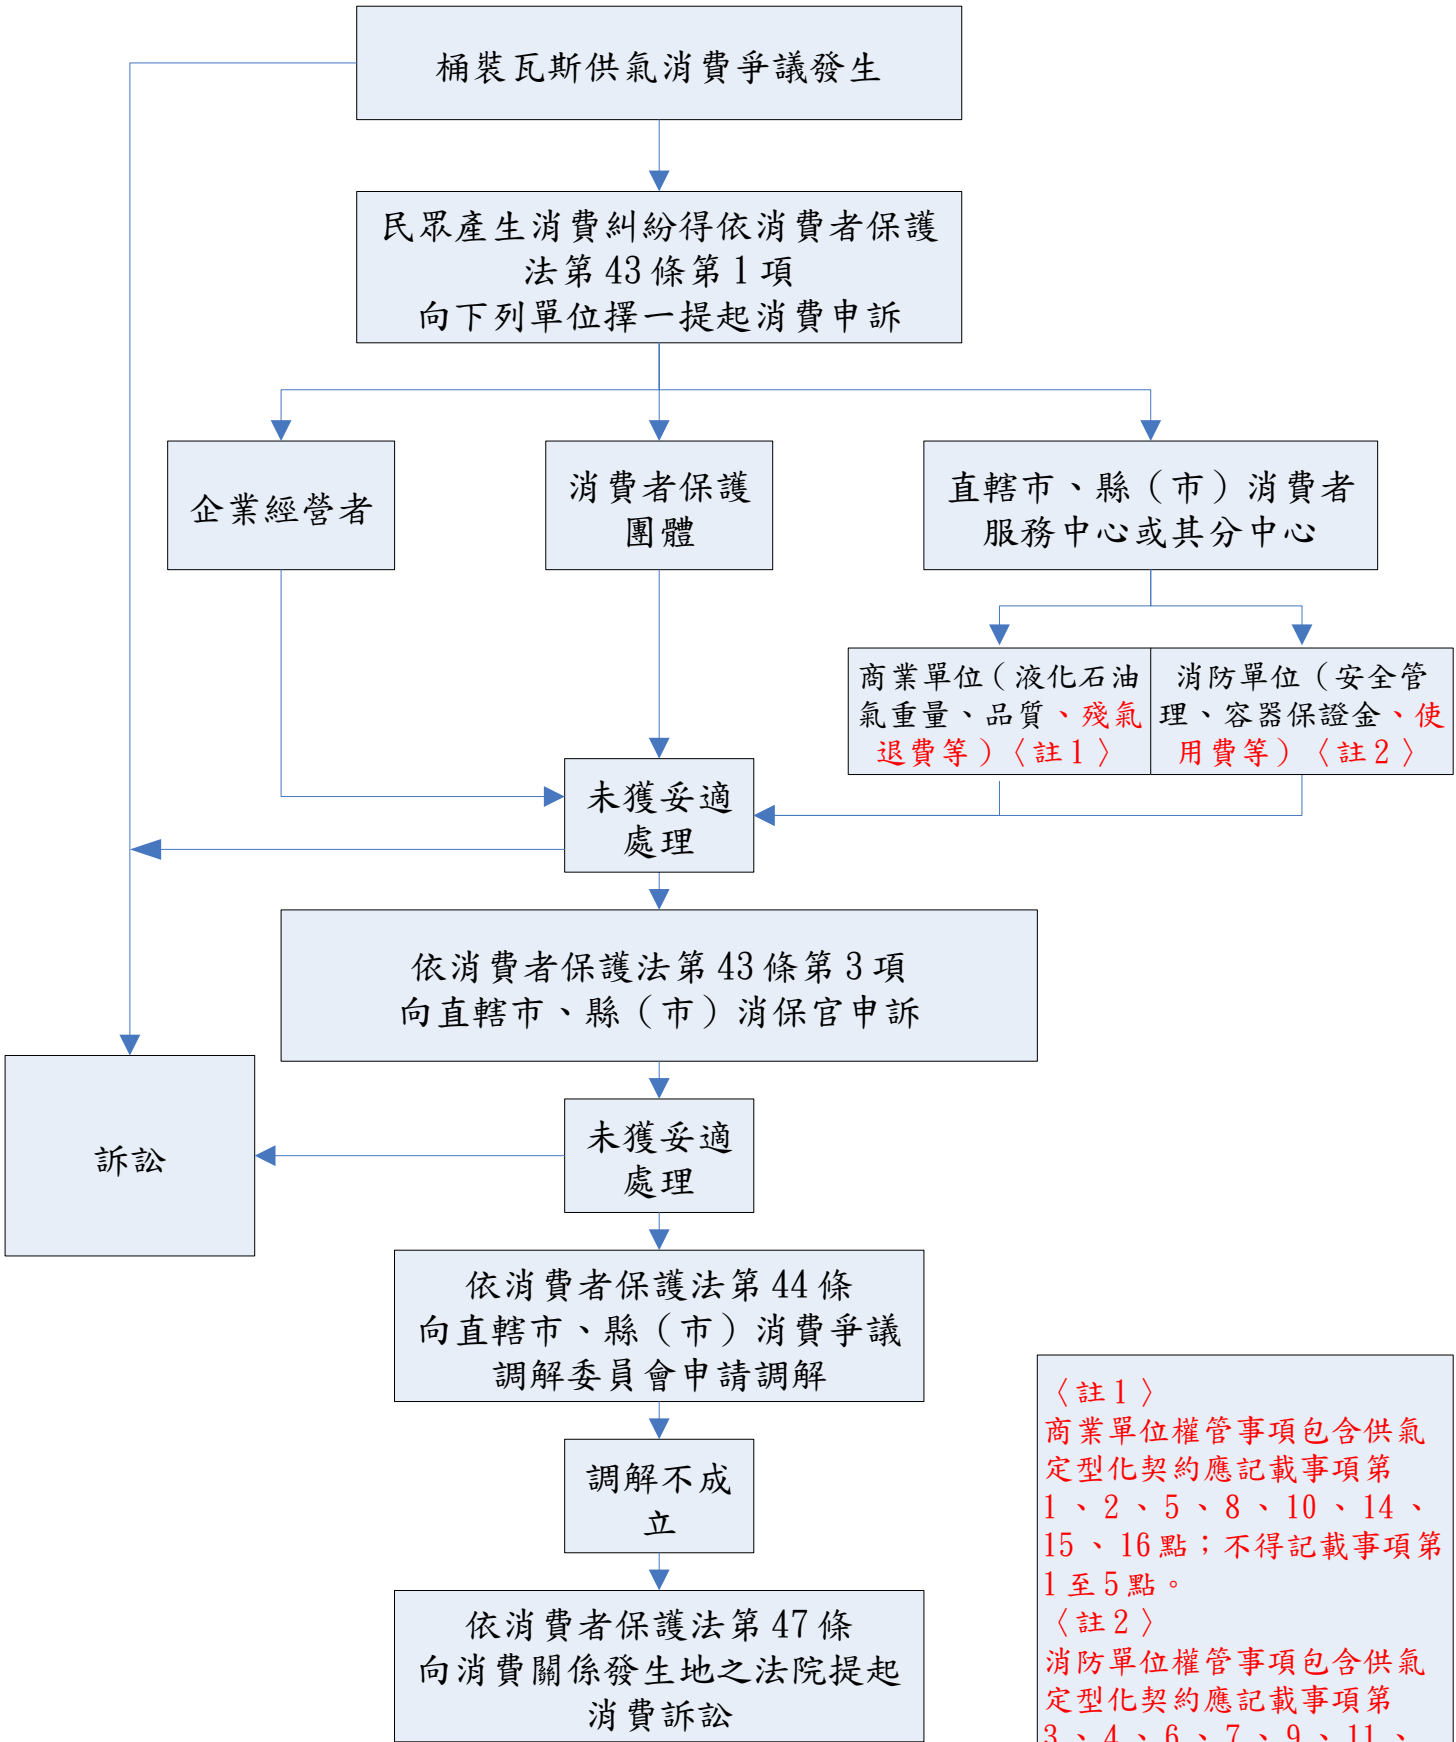 桶裝瓦斯供氣消費爭議發生
民眾產生消費糾紛得依消費者保護
法第43條第1項
向下列單位擇一提起消費申訴
企業經營者
消費者保護
團體
直轄市、縣（市）消費者
服務中心或其分中心
商業單位（液化石油
氣重量、品質、殘氣
退費等）〈註1〉
消防單位（安全管
理、容器保證金、使
用費等）〈註2〉
未獲妥適
處理
依消費者保護法第43條第3項
向直轄市、縣（市）消保官申訴
訴訟
未獲妥適
處理
依消費者保護法第44條
向直轄市、縣（市）消費爭議
調解委員會申請調解
調解不成
立
依消費者保護法第47條
向消費關係發生地之法院提起
消費訴訟
〈註1〉
商業單位權管事項包含供氣
定型化契約應記載事項第
1、2、5、8、10、14、
15、16點；不得記載事項第
1至5點。
〈註2〉
消防單位權管事項包含供氣
定型化契約應記載事項第
3、4、6、7、9、11、